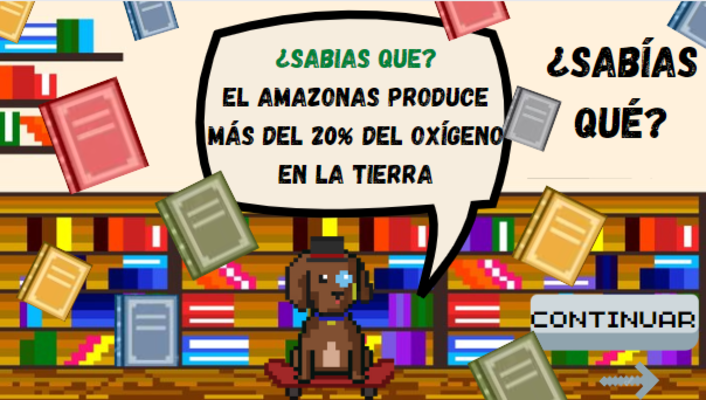 ¿SABIAS QUE?
EL AMAZONAS PRODUCE
MÁS DEL 20% DEL OXÍGENO
EN LA TIERRA
¿SABÍAS
QUÉ?
CONTINUAR